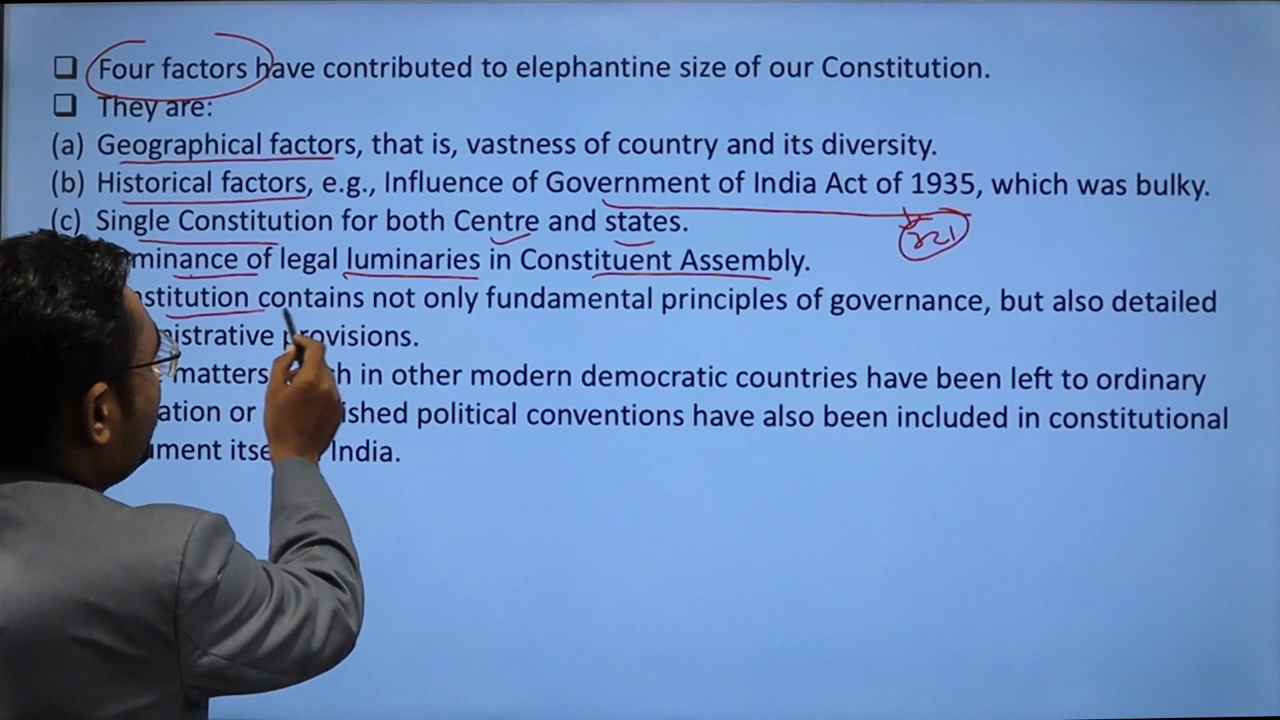 Four factors have contributed to elephantine size of our Constitution.
They are:
(a) Geographical factors, that is, vastness of country and its diversity.
(b) Historical factors, e.g., Influence of Government of India Act of 1935, which was bulky.
(c) Single Constitution for both Centre and states.
321
minance of legal luminaries in Constituent Assembly.
nstitution contains not only fundamental principles of governance, but also detailed
istrative provisions.
matters in other modern democratic countries have been left to ordinary
ation or ished political conventions have also been included in constitutional
ument itse India.